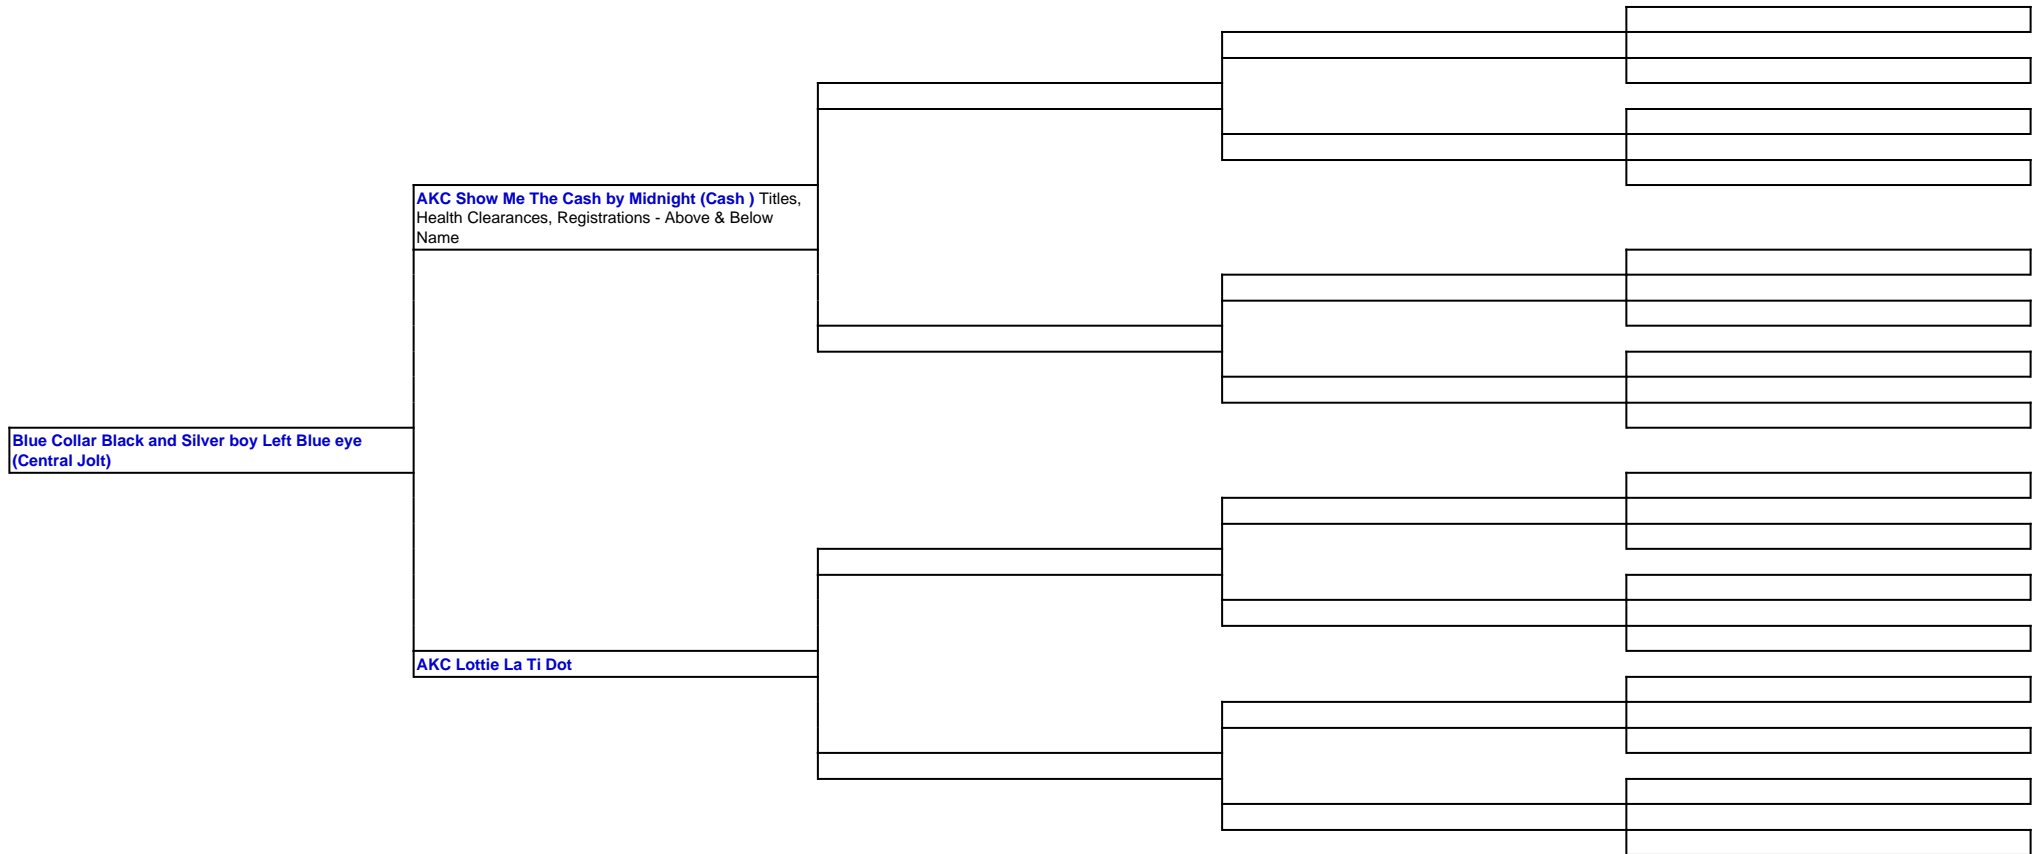 AKC Show Me The Cash by Midnight (Cash ) Titles,
Health Clearances, Registrations - Above & Below
Name
Blue Collar Black and Silver boy Left Blue eye
(Central Jolt)
AKC Lottie La Ti Dot